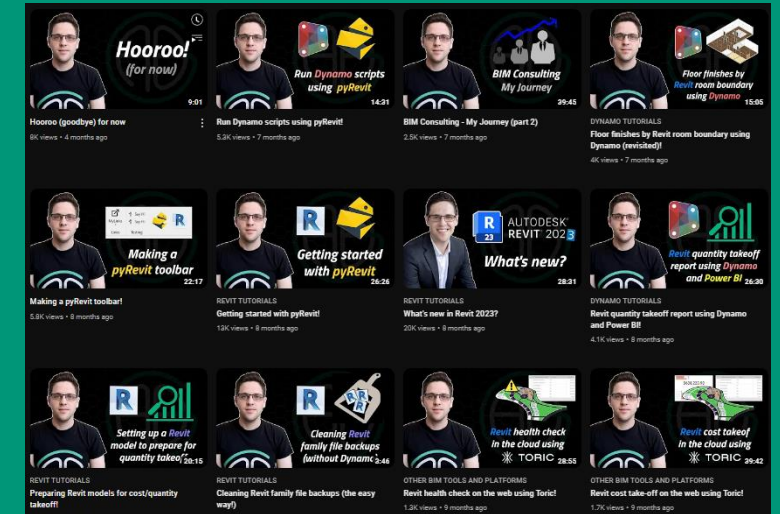 Hooroo!
(for now)
9:01
Hooroo (goodbye) for now
8K views • 4 months ago
Run Dynamo scripts
using pyRevit
14:31
Run Dynamo scripts using pyRevit!
5.3K views • 7 months ago
BIM Consulting
My Journey
39:45
BIM Consulting - My Journey (part 2)
2.5K views • 7 months ago
Floor finishes by
Revit room boundary
using Dynamo
15:05
DYNAMO TUTORIALS
Floor finishes by Revit room boundary using
Dynamo (revisited)!
4K views • 7 months ago
Making a
pyRevit toolbar
22:17
Making a pyRevit toolbar!
5.8K views • 8 months ago
R
Getting started
with pyRevit
26:26
REVIT TUTORIALS
Getting started with pyRevit!
13K views • 8 months ago
R
23
AUTODESK
REVIT 2023
What's new?
28:31
REVIT TUTORIALS
What's new in Revit 2023?
20K views • 8 months ago
Revit quantity takeoff
report using Dynamo
and Power BI
26:30
DYNAMO TUTORIALS
Revit quantity takeoff report using Dynamo
and Power BI!
4.1K views • 8 months ago
R
Setting up a Revit
model to prepare for
quantity takeoff
20:15
REVIT TUTORIALS
Preparing Revit models for cost/quantity
takeoff!
R
Cleaning Revit
family file backups
(without Dynamo)
2:46
REVIT TUTORIALS
Cleaning Revit family file backups (the easy
way!)
Revit health check
in the cloud using
TORIC
28:55
OTHER BIM TOOLS AND PLATFORMS
Revit health check on the web using Toric!
1.3K views • 9 months ago
Revit cost takeof
in the cloud using
TORIC
39:42
OTHER BIM TOOLS AND PLATFORMS
Revit cost take-off on the web using Toric!
1.7K views • 9 months ago